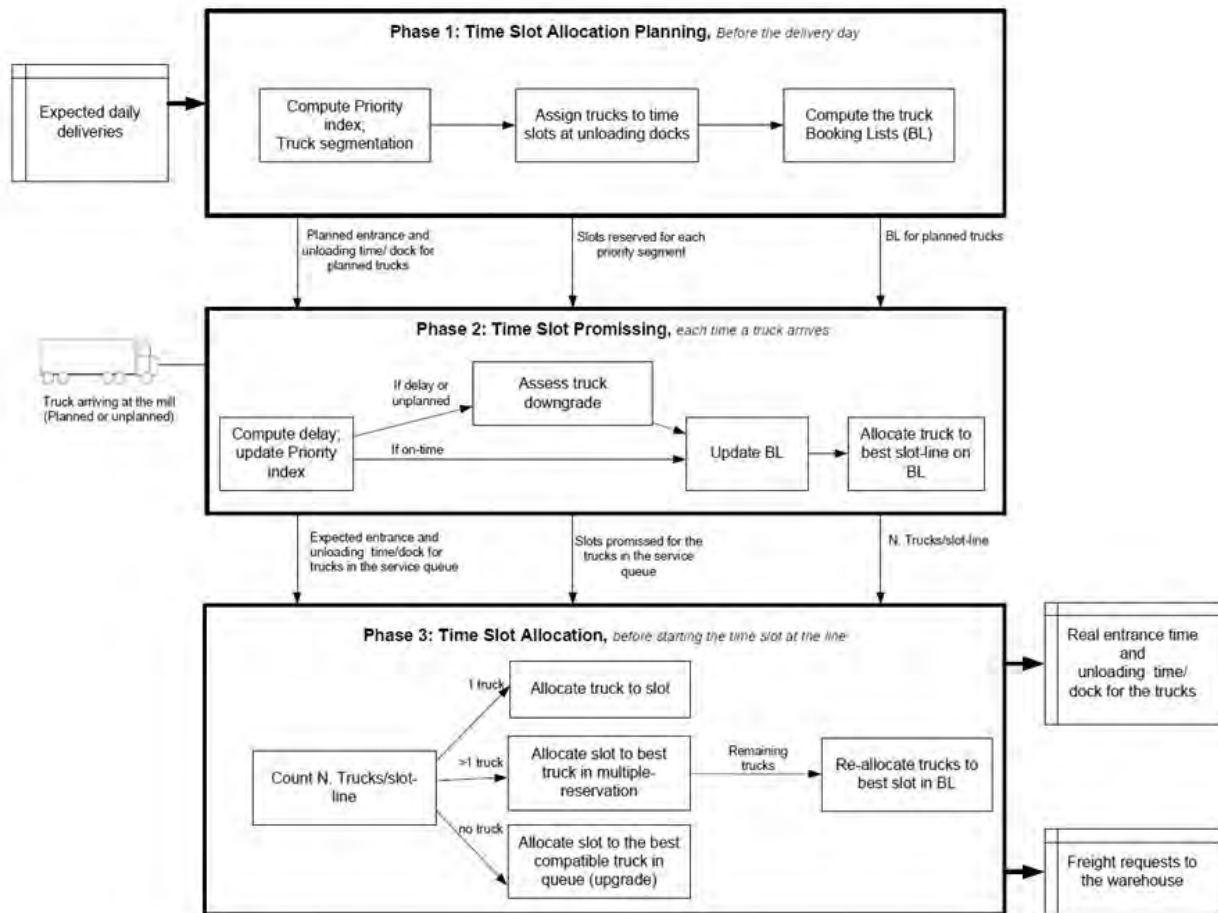 Phase 1: Time Slot Allocation Planning, Before the delivery day
Expected daily
deliveries
Compute Priority
index;
Truck segmentation
Assign trucks to time
slots at unloading docks
Compute the truck
Booking Lists (BL)
Planned entrance and
unloading time/ dock for
planned trucks
Slots reserved for each
priority segment
BL for planned trucks
Phase 2: Time Slot Promissing, each time a truck arrives
Truck arriving at the mill
(Planned or unplanned)
Compute delay;
update Priority
index
If delay or
unplanned
If on-time
Assess truck
downgrade
Update BL
Allocate truck to
best slot-line on
BL
Expected entrance and
unloading time/dock for
trucks in the service queue
Slots promissed for the
trucks in the service
queue
N. Trucks/slot-line
Phase 3: Time Slot Allocation, before starting the time slot at the line
Count N. Trucks/slot-
line
1 truck
Allocate truck to slot
>1 truck
Allocate slot to best
truck in multiple-
reservation
Remaining
trucks
Re-allocate trucks to
best slot in BL
no truck
Allocate slot to the best
compatible truck in
queue (upgrade)
Real entrance time
and
unloading time/
dock for the trucks
Freight requests to
the warehouse